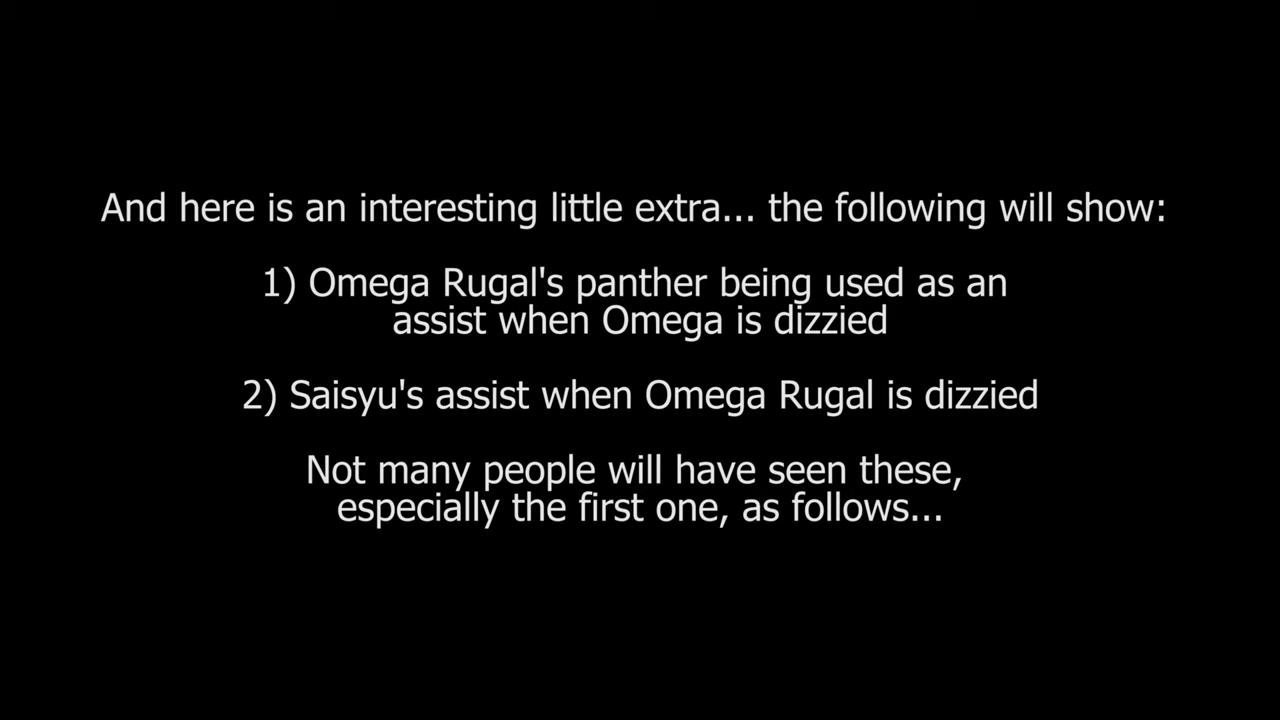 And here is an interesting little extra... the following will show:
1) Omega Rugal's panther being used as an
assist when Omega is dizzied
2) Saisyu's assist when Omega Rugal is dizzied
Not many people will have seen these,
especially the first one, as follows...